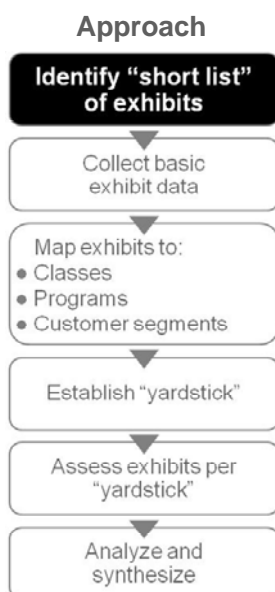 Approach
Identify “short list”
of exhibits
Collect basic
exhibit data
Map exhibits to:
● Classes
● Programs
● Customer segments
Establish “yardstick”
Assess exhibits per
“yardstick”
Analyze and
synthesize